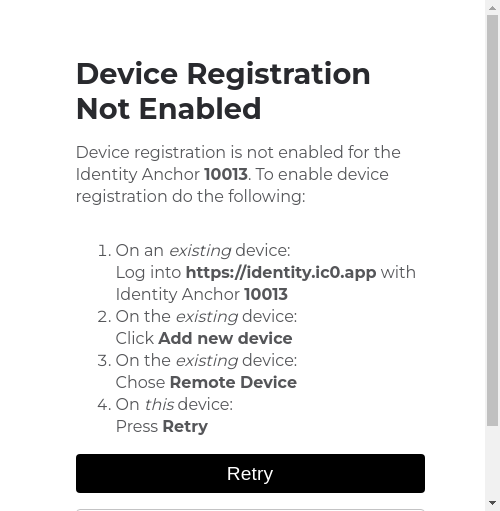 Device Registration
Not Enabled
Device registration is not enabled for the
Identity Anchor 10013. To enable device
registration do the following:
1. On an existing device:
Log into https://identity.ic0.app with
Identity Anchor 10013
2. On the existing device:
Click Add new device
3. On the existing device:
Chose Remote Device
4. On this device:
Press Retry
Retry